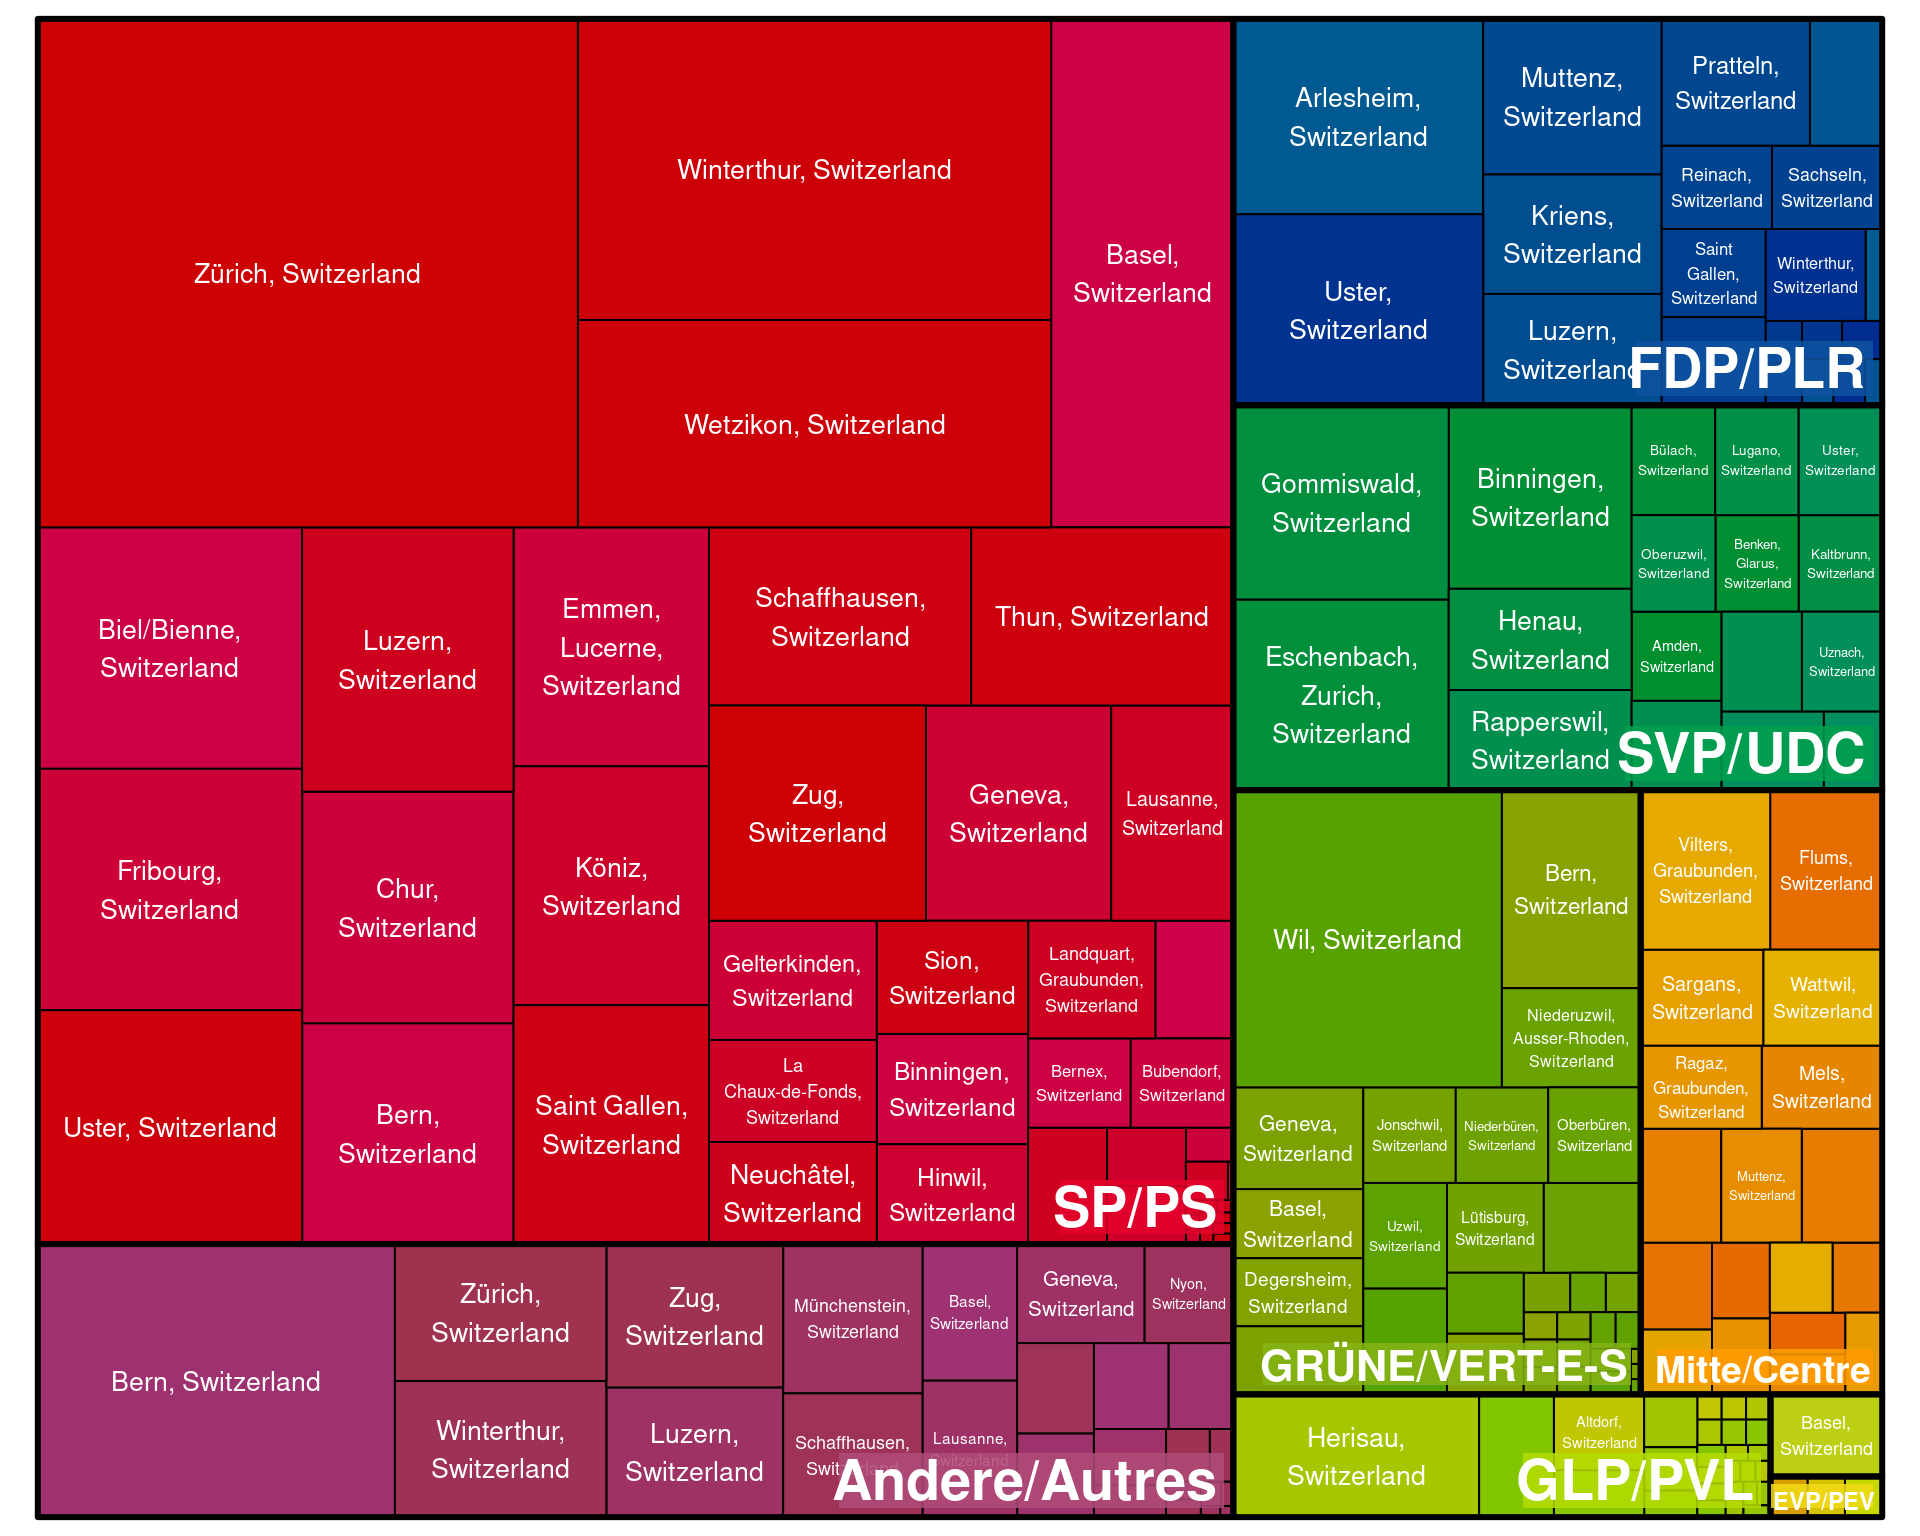 Zürich, Switzerland
Winterthur, Switzerland
Wetzikon, Switzerland
Basel,
Switzerland
Biel/Bienne,
Switzerland
Fribourg,
Switzerland
Uster, Switzerland
Luzern,
Switzerland
Chur,
Switzerland
Bern,
Switzerland
Emmen,
Lucerne,
Switzerland
Köniz,
Switzerland
Saint Gallen,
Switzerland
Schaffhausen,
Switzerland
Thun, Switzerland
Zug,
Switzerland
Geneva,
Switzerland
Lausanne,
Switzerland
Gelterkinden,
Switzerland
La
Chaux-de-Fonds,
Switzerland
Neuchâtel,
Switzerland
Sion,
Switzerland
Binningen,
Switzerland
Hinwil,
Switzerland
Landquart,
Graubunden,
Switzerland
Bernex,
Switzerland
Bubendorf,
Switzerland
SP/PS
Bern, Switzerland
Zürich,
Switzerland
Winterthur,
Switzerland
Zug,
Switzerland
Luzern,
Switzerland
Münchenstein,
Switzerland
Schaffhausen,
Switzerland
Basel,
Switzerland
Lausanne,
Switzerland
Geneva,
Switzerland
Nyon,
Switzerland
Andere/Autres
Arlesheim,
Switzerland
Uster,
Switzerland
Muttenz,
Switzerland
Kriens,
Switzerland
Luzern,
Switzerland
Pratteln,
Switzerland
Reinach,
Switzerland
Sachseln,
Switzerland
Saint
Gallen,
Switzerland
Winterthur,
Switzerland
FDP/PLR
Gommiswald,
Switzerland
Eschenbach,
Zurich,
Switzerland
Binningen,
Switzerland
Henau,
Switzerland
Rapperswil,
Switzerland
Bülach,
Switzerland
Lugano,
Switzerland
Uster,
Switzerland
Oberuzwil,
Switzerland
Benken,
Glarus,
Switzerland
Kaltbrunn,
Switzerland
Amden,
Switzerland
Uznach,
Switzerland
SVP/UDC
Wil, Switzerland
Bern,
Switzerland
Niederuzwil,
Ausser-Rhoden,
Switzerland
Geneva,
Switzerland
Basel,
Switzerland
Degersheim,
Switzerland
Jonschwil,
Switzerland
Niederbüren,
Switzerland
Oberbüren,
Switzerland
Uzwil,
Switzerland
Lütisburg,
Switzerland
GRÜNE/VERT-E-S
Vilters,
Graubunden,
Switzerland
Flums,
Switzerland
Sargans,
Switzerland
Wattwil,
Switzerland
Ragaz,
Graubunden,
Switzerland
Mels,
Switzerland
Muttenz,
Switzerland
Mitte/Centre
Herisau,
Switzerland
Altdorf,
Switzerland
GLP/PVL
Basel,
Switzerland
EVP/PEV